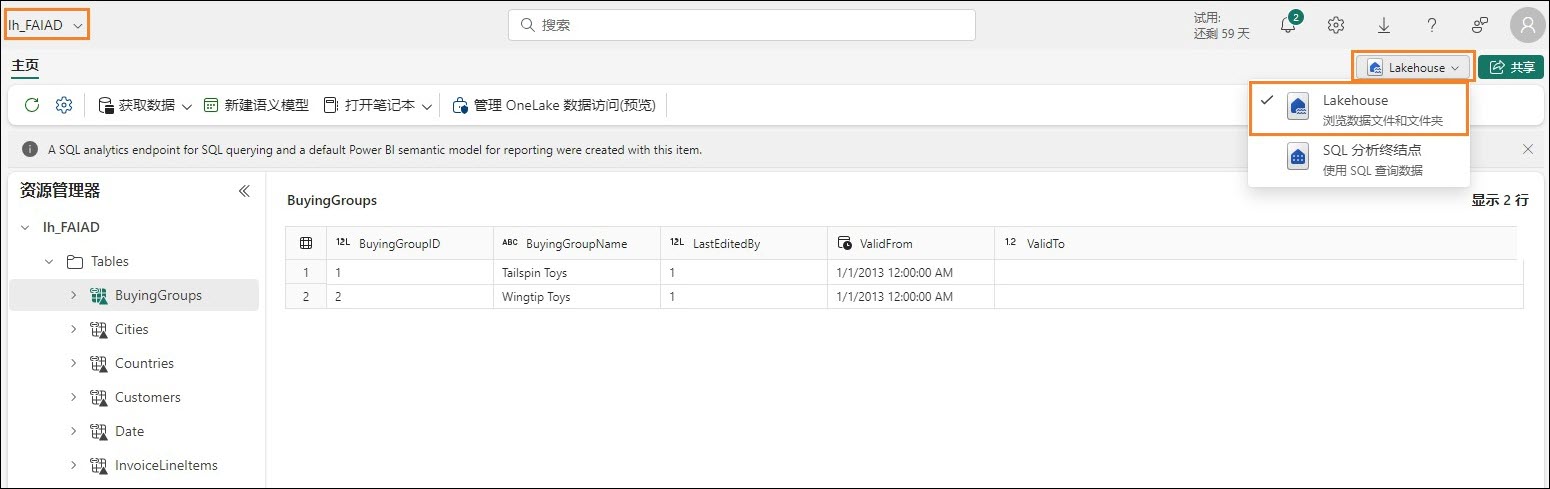 lh_FAIAD
搜索
试用:
还剩 59 天
2
?
主页
Lakehouse
共享
获取数据
新建语义模型
打开笔记本
管理 OneLake 数据访问(预览)
Lakehouse
浏览数据文件和文件夹
SQL 分析终结点
使用 SQL 查询数据
A SQL analytics endpoint for SQL querying and a default Power BI semantic model for reporting were created with this item.
资源管理器
lh_FAIAD
Tables
BuyingGroups
Cities
Countries
Customers
Date
InvoiceLineItems
BuyingGroups
显示 2 行
12L BuyingGroupID ABC BuyingGroupName 12L LastEditedBy ValidFrom 1.2 ValidTo
1 1 Tailspin Toys 1 1/1/2013 12:00:00 AM
2 2 Wingtip Toys 1 1/1/2013 12:00:00 AM